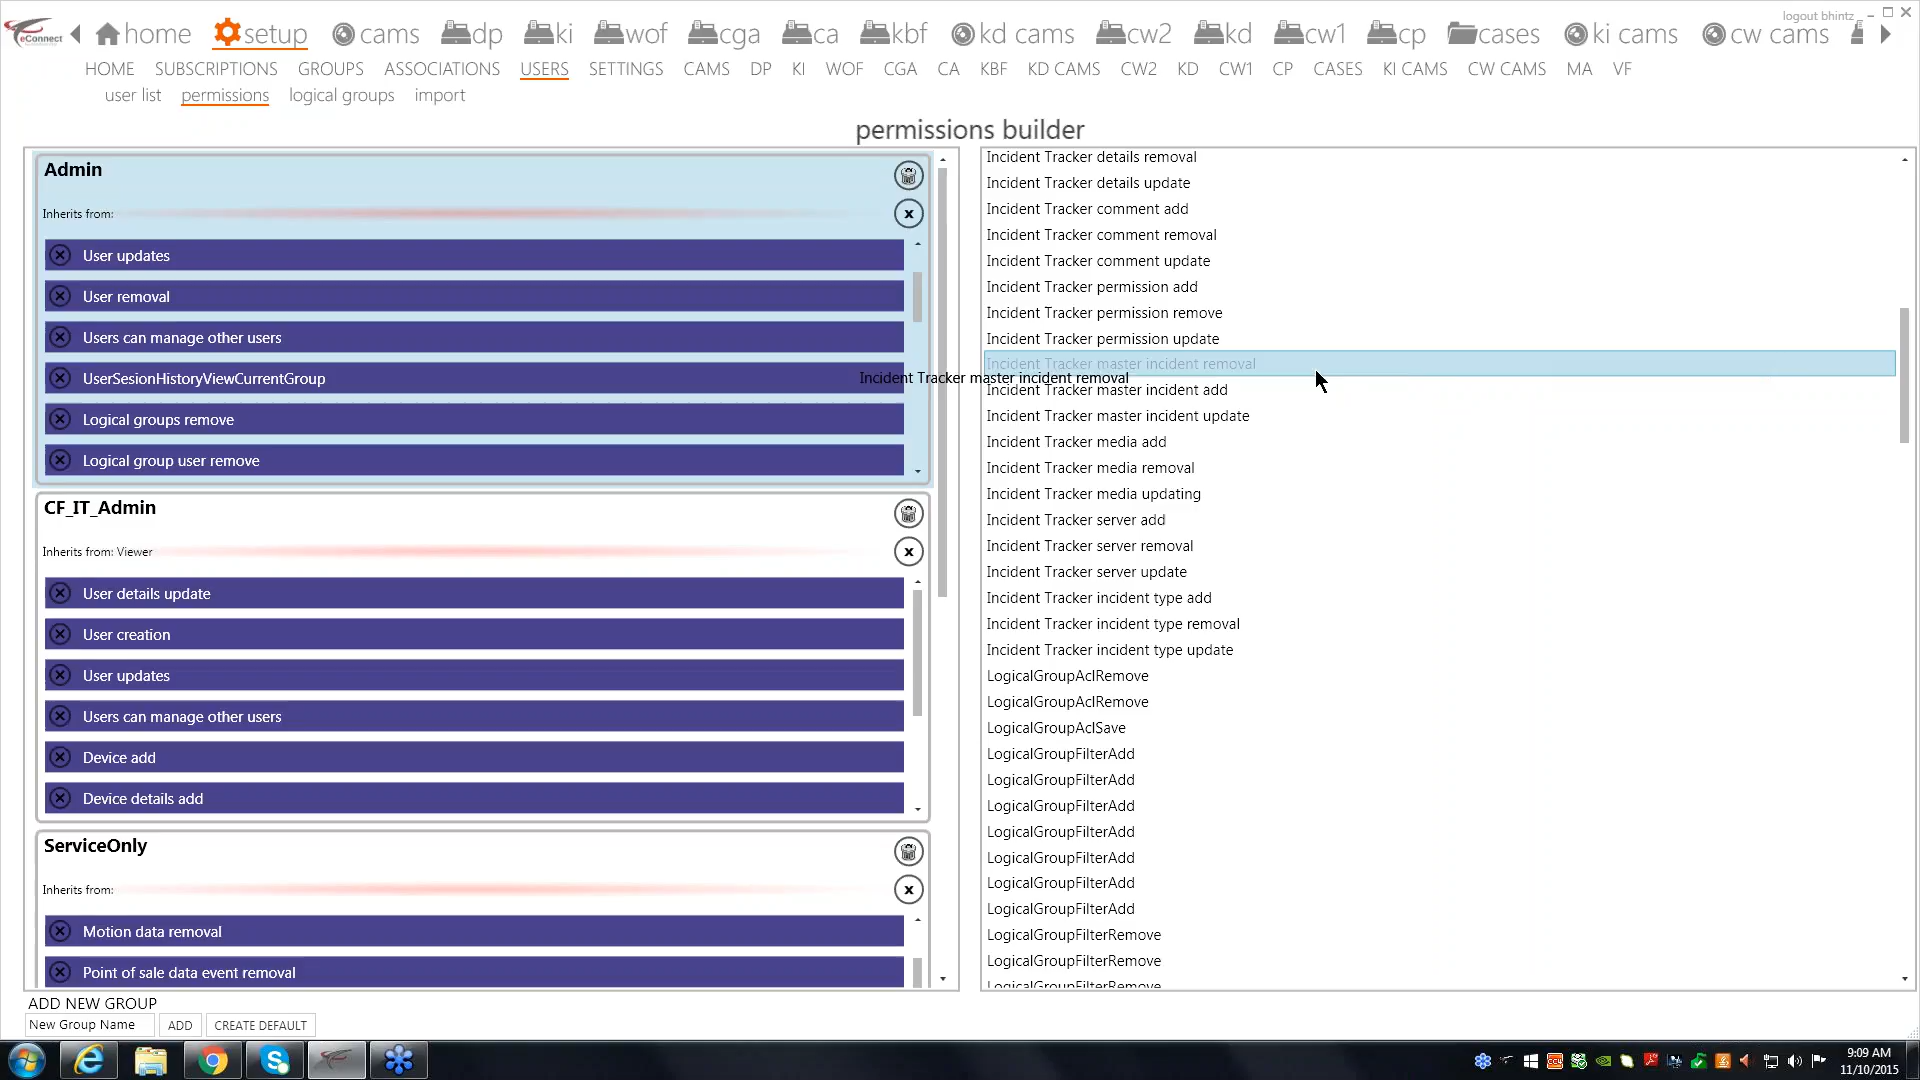 logout bhintz
eConnect
home setup cams dp ki wof cga ca kbf kd cams cw2 kd cw1 cp cases ki cams cw cams
HOME SUBSCRIPTIONS GROUPS ASSOCIATIONS USERS SETTINGS CAMS DP KI WOF CGA CA KBF KD CAMS CW2 KD CW1 CP CASES KI CAMS CW CAMS MA VF
user list permissions logical groups import
permissions builder
Admin
Inherits from:
x
User updates
User removal
Users can manage other users
UserSesionHistoryViewCurrentGroup
Logical groups remove
Logical group user remove
CF_IT_Admin
Inherits from: Viewer
x
User details update
User creation
User updates
Users can manage other users
Device add
Device details add
ServiceOnly
Inherits from:
x
Motion data removal
Point of sale data event removal
ADD NEW GROUP
New Group Name ADD CREATE DEFAULT
Incident Tracker details removal
Incident Tracker details update
Incident Tracker comment add
Incident Tracker comment removal
Incident Tracker comment update
Incident Tracker permission add
Incident Tracker permission remove
Incident Tracker permission update
Incident Tracker master incident removal
Incident Tracker master incident removal
Incident Tracker master incident add
Incident Tracker master incident update
Incident Tracker media add
Incident Tracker media removal
Incident Tracker media updating
Incident Tracker server add
Incident Tracker server removal
Incident Tracker server update
Incident Tracker incident type add
Incident Tracker incident type removal
Incident Tracker incident type update
LogicalGroupAclRemove
LogicalGroupAclRemove
LogicalGroupAclSave
LogicalGroupFilterAdd
LogicalGroupFilterAdd
LogicalGroupFilterAdd
LogicalGroupFilterAdd
LogicalGroupFilterAdd
LogicalGroupFilterAdd
LogicalGroupFilterAdd
LogicalGroupFilterRemove
LogicalGroupFilterRemove
LogicalGroupFilterRemove
9:09 AM
11/10/2015